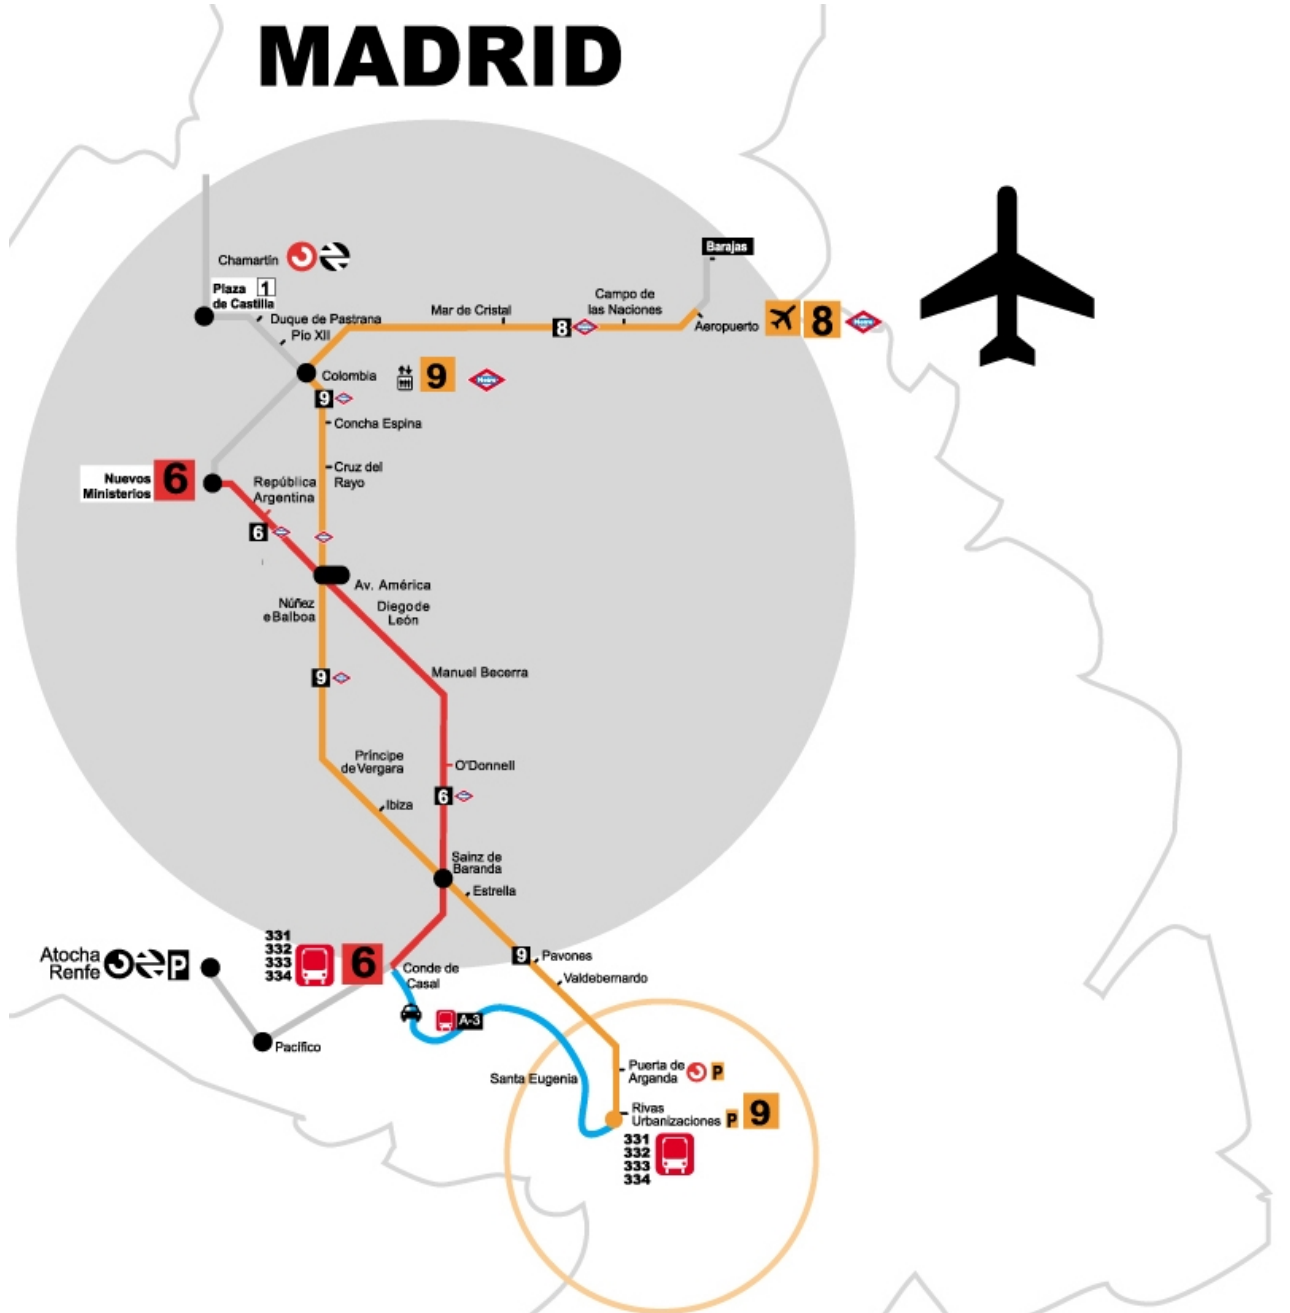 MADRID
Chamartín
Barajas
Plaza 1
de Castilla
Duque de Pastrana
Pío XII
Mar de Cristal
Campo de
las Naciones
8
Aeropuerto
8
Metro
Colombia
9
Metro
9
Concha Espina
Cruz del
Rayo
Nuevos
Ministerios
6
República
Argentina
6
Av. América
Núñez
e Balboa
Diego de
León
9
Manuel Becerra
Príncipe
de Vergara
O'Donnell
6
Ibiza
Sainz de
Baranda
Estrella
331
332
333
334
6
Atocha
Renfe
P
Conde de
Casal
9
Pavones
Valdebernardo
A-3
Pacífico
Santa Eugenia
Puerta de
Arganda
P
Rivas
Urbanizaciones
P
9
331
332
333
334